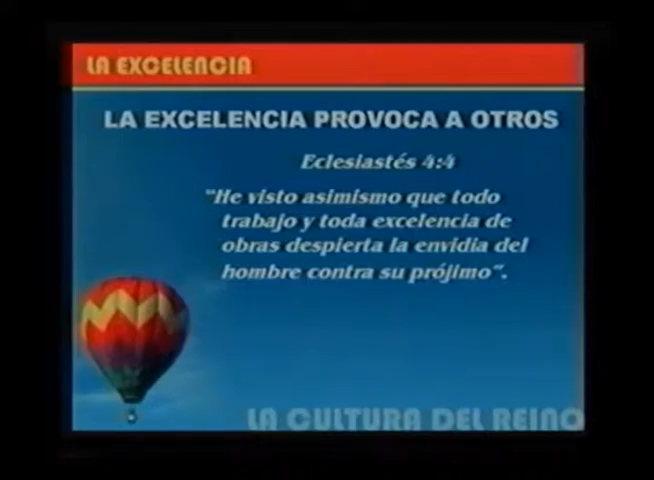 LA EXCELENCIA
LA EXCELENCIA PROVOCA A OTROS
Eclesiastés 4:4
"He visto asimismo que todo
trabajo y toda excelencia de
obras despierta la envidia del
hombre contra su prójimo".
LA CULTURA DEL REINO